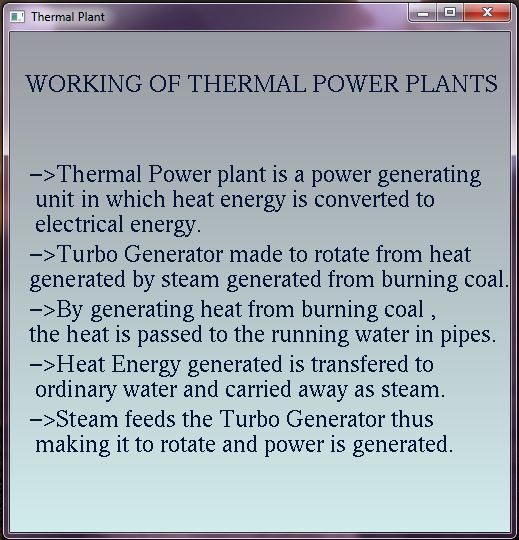 Thermal Plant
WORKING OF THERMAL POWER PLANTS
->Thermal Power plant is a power generating
unit in which heat energy is converted to
electrical energy.
->Turbo Generator made to rotate from heat
generated by steam generated from burning coal.
->By generating heat from burning coal ,
the heat is passed to the running water in pipes.
->Heat Energy generated is transfered to
ordinary water and carried away as steam.
->Steam feeds the Turbo Generator thus
making it to rotate and power is generated.